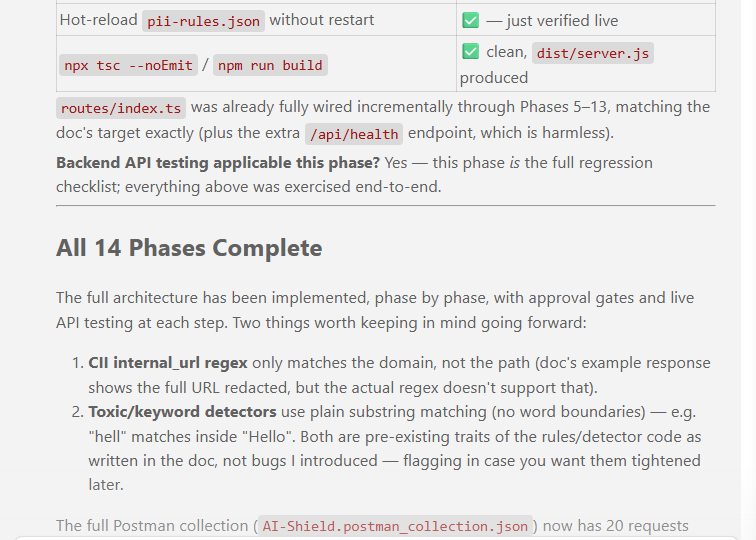 Hot-reload pii-rules.json without restart
✅ — just verified live
npx tsc --noEmit / npm run build
✅ clean, dist/server.js
produced
routes/index.ts was already fully wired incrementally through Phases 5–13, matching the
doc's target exactly (plus the extra /api/health endpoint, which is harmless).
Backend API testing applicable this phase? Yes — this phase is the full regression
checklist; everything above was exercised end-to-end.
All 14 Phases Complete
The full architecture has been implemented, phase by phase, with approval gates and live
API testing at each step. Two things worth keeping in mind going forward:
1. CII internal_url regex only matches the domain, not the path (doc's example response
shows the full URL redacted, but the actual regex doesn't support that).
2. Toxic/keyword detectors use plain substring matching (no word boundaries) — e.g.
"hell" matches inside "Hello". Both are pre-existing traits of the rules/detector code as
written in the doc, not bugs I introduced — flagging in case you want them tightened
later.
The full Postman collection (AI-Shield.postman_collection.json) now has 20 requests